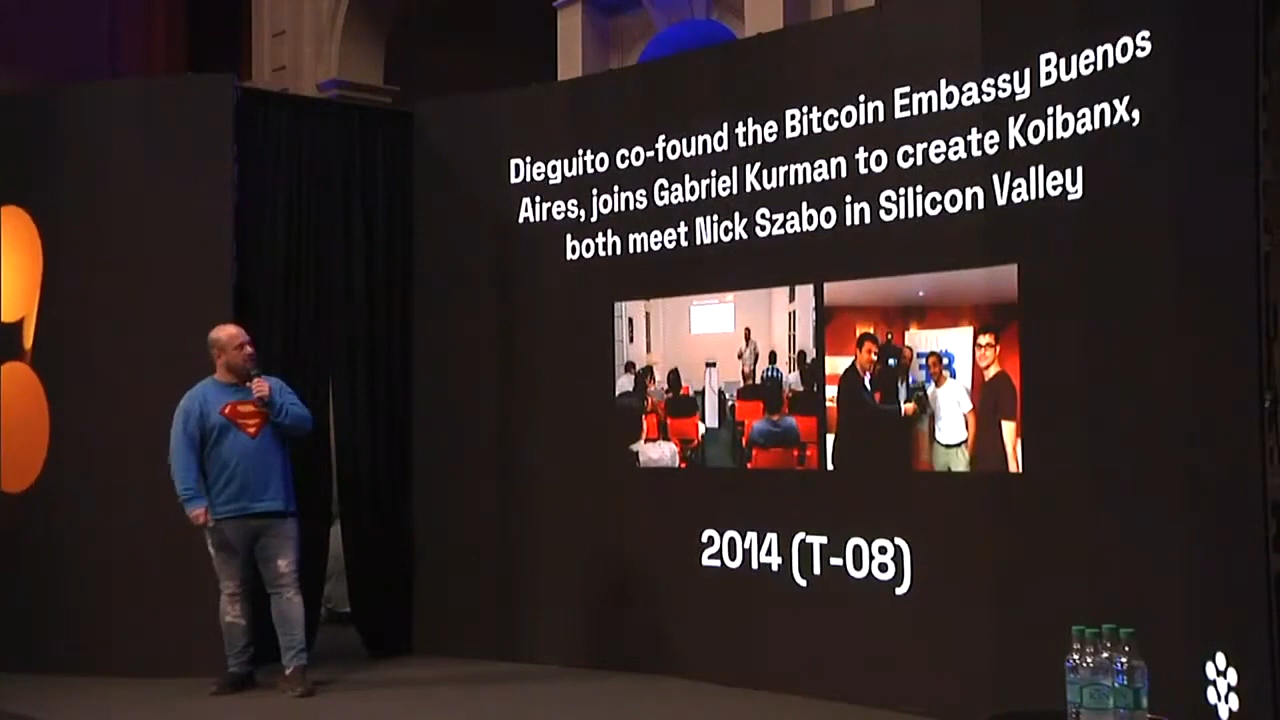 Dieguito co-found the Bitcoin Embassy Buenos
Aires, joins Gabriel Kurman to create Koibanx,
both meet Nick Szabo in Silicon Valley
2014 (T-08)